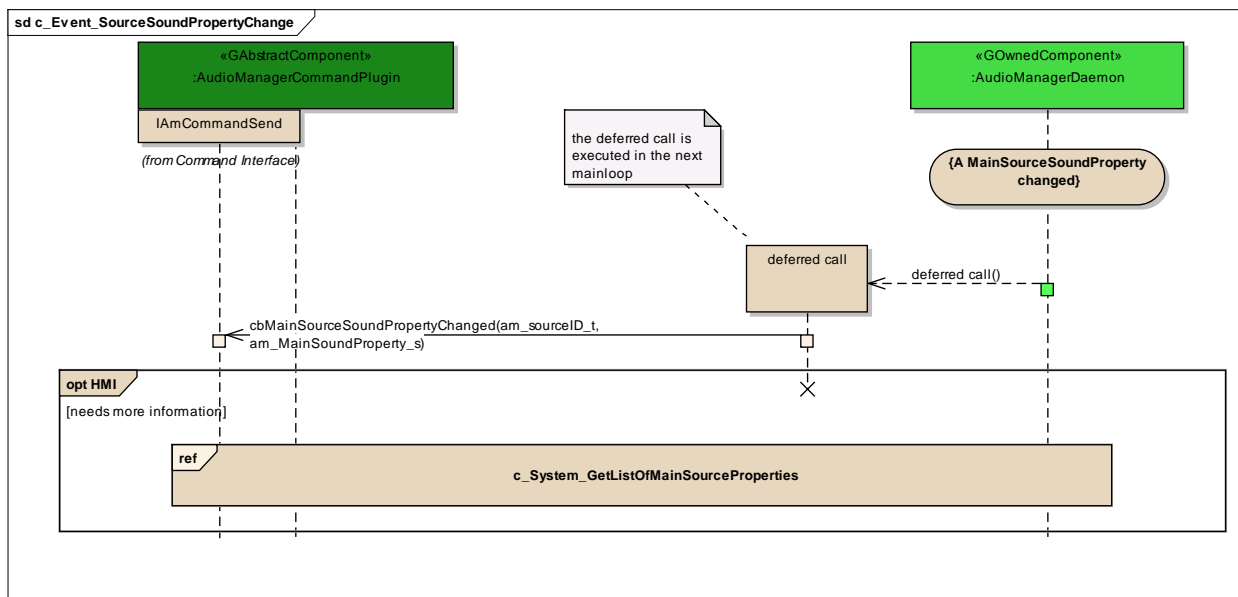 sd c_Event_SourceSoundPropertyChange
«GAbstractComponent»
:AudioManagerCommandPlugin
«GOwnedComponent»
:AudioManagerDaemon
IAmCommandSend
(from Command Interface)
the deferred call is
executed in the next
mainloop
{A MainSourceSoundProperty
changed}
deferred call
deferred call()
cbMainSourceSoundPropertyChanged(am_sourceID_t,
am_MainSoundProperty_s)
opt HMI
[needs more information]
ref
c_System_GetListOfMainSourceProperties